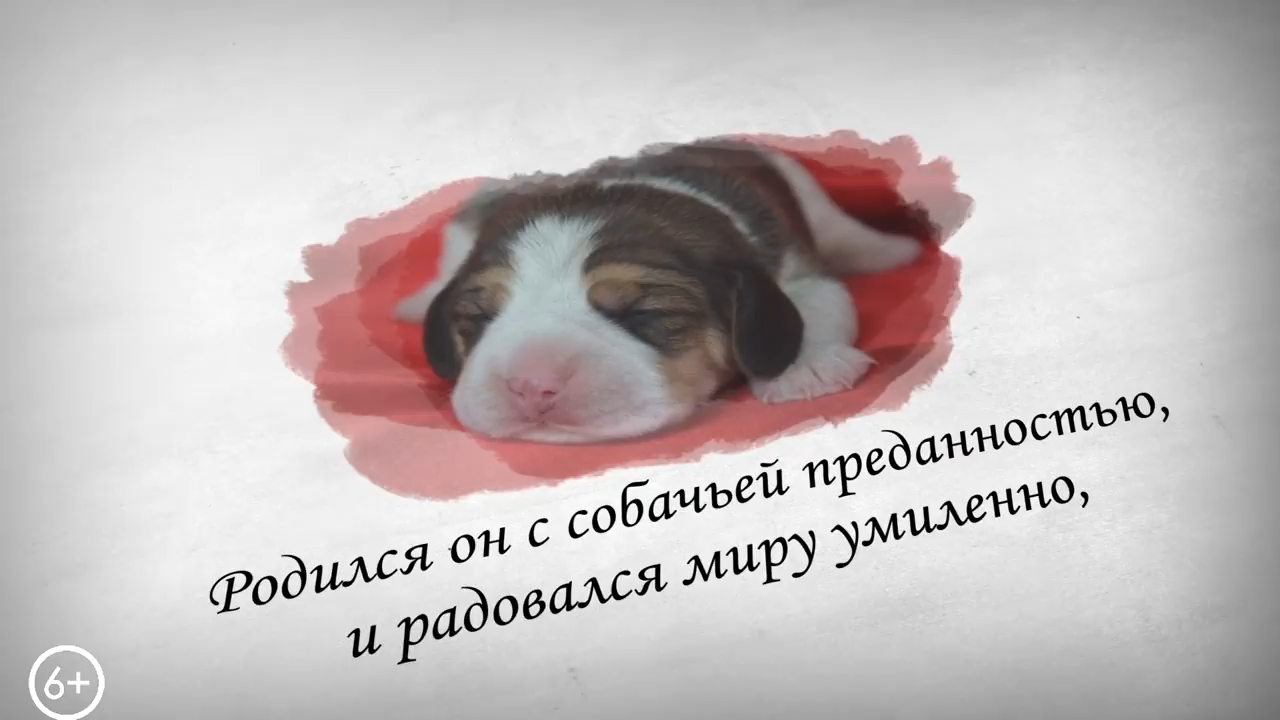 Родился он с собачьей преданностью,
и радовался миру умиленно,
6+